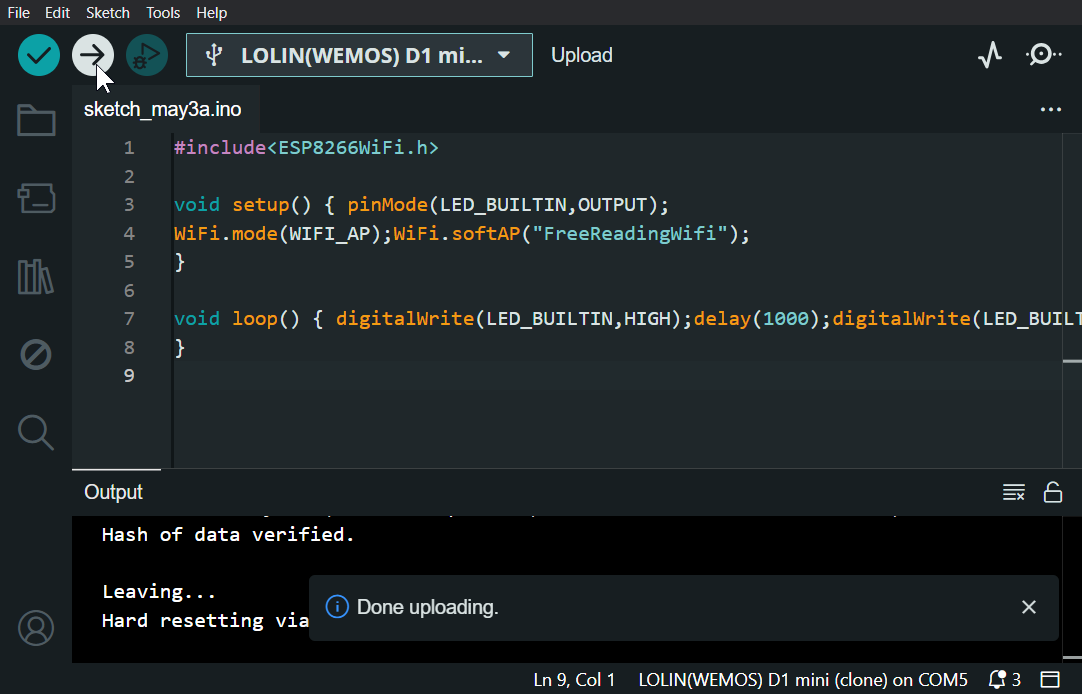 File Edit Sketch Tools Help
LOLIN(WEMOS) D1 mi... Upload
sketch_may3a.ino
1 #include<ESP8266WiFi.h>
2
3 void setup() { pinMode(LED_BUILTIN,OUTPUT);
4 WiFi.mode(WIFI_AP);WiFi.softAP("FreeReadingWifi");
5 }
6
7 void loop() { digitalWrite(LED_BUILTIN,HIGH);delay(1000);digitalWrite(LED_BUILT
8 }
9
Output
Hash of data verified.
Leaving...
Hard resetting via
Done uploading.
Ln 9, Col 1 LOLIN(WEMOS) D1 mini (clone) on COM5 3